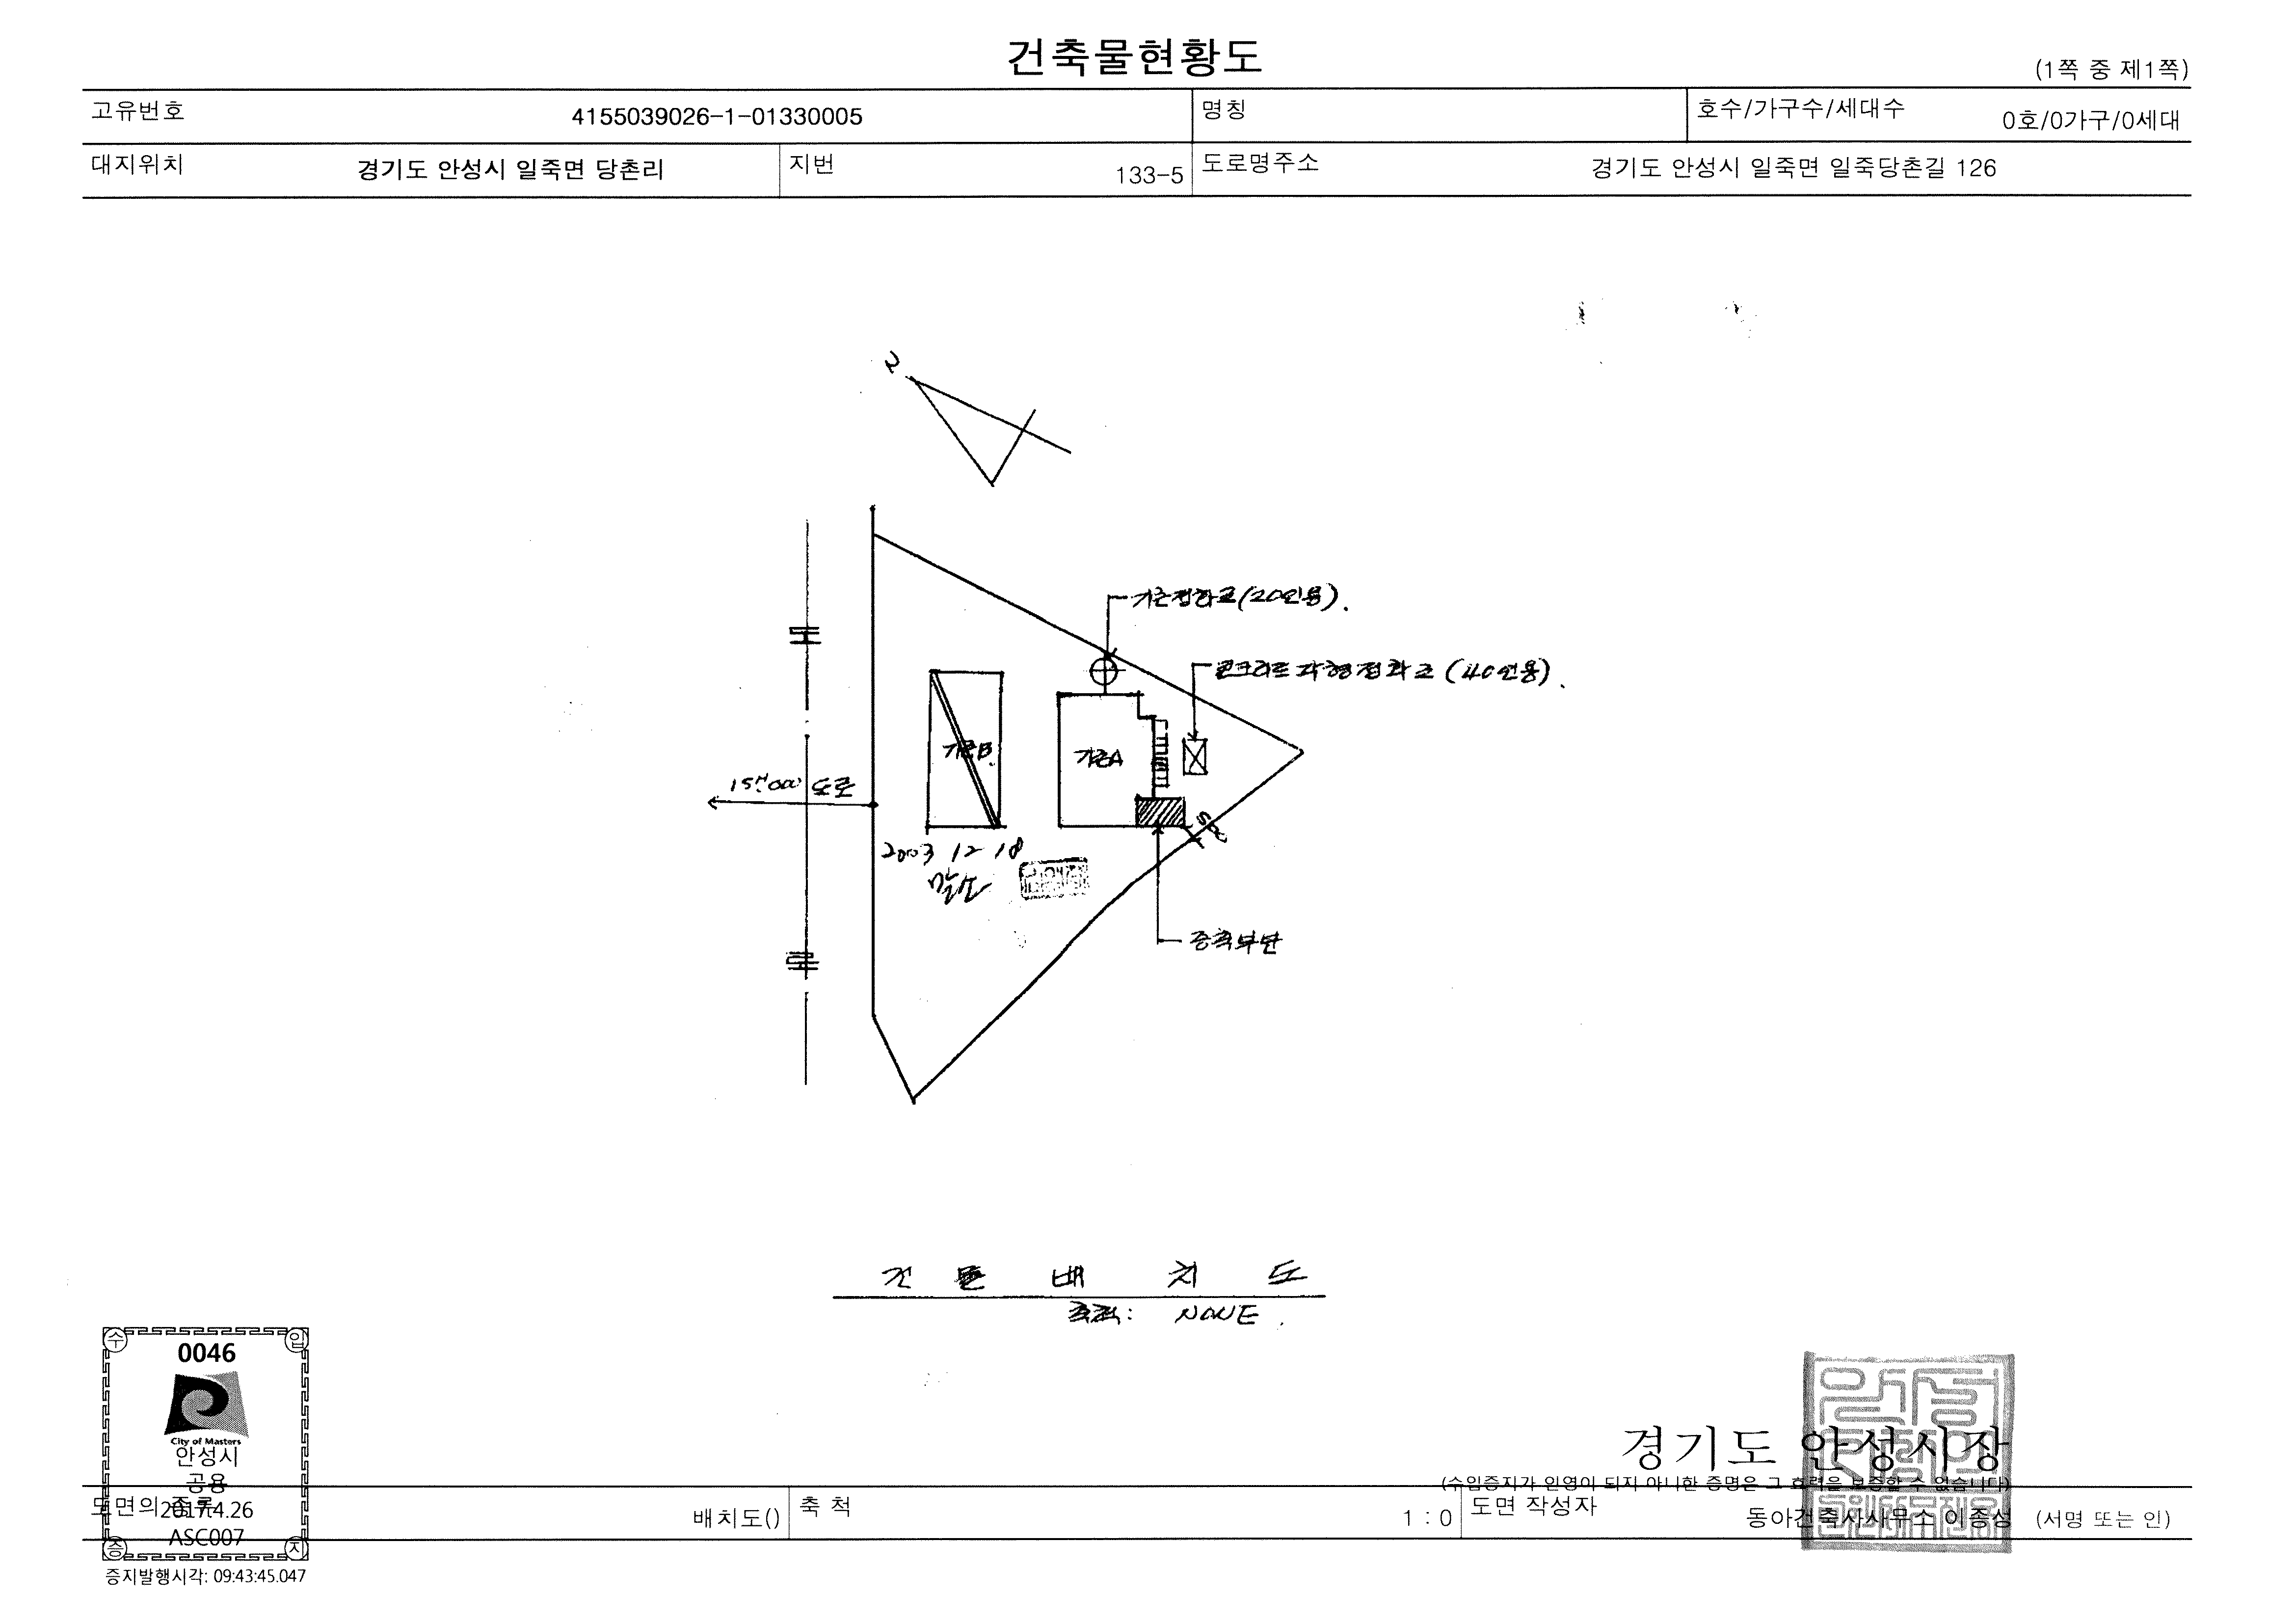 건축물현황도
(1쪽 중 제1쪽)
고유번호 4155039026-1-01330005 명칭 호수/가구수/세대수 0호/0가구/0세대
대지위치 경기도 안성시 일죽면 당촌리 지번 133-5 도로명주소 경기도 안성시 일죽면 일죽당촌길 126
기존정화조(20인용).
콘크리트 각형정화조 (40인용).
도
기존B.
기존A
도로
500
2003 12 18
말소
증축부분
로
건물배치도
축척: NONE.
수 입
0046
City of Masters
안성시
공용
2017.4.26
ASC007
증 지
증지발행시각: 09:43:45.047
경기도 안성시장
(수입증지가 인영이 되지 아니한 증명은 그 효력을 보증할 수 없습니다)
도면의 종류 배치도() 축 척 1 : 0 도면 작성자 동아건축사사무소 이종성 (서명 또는 인)